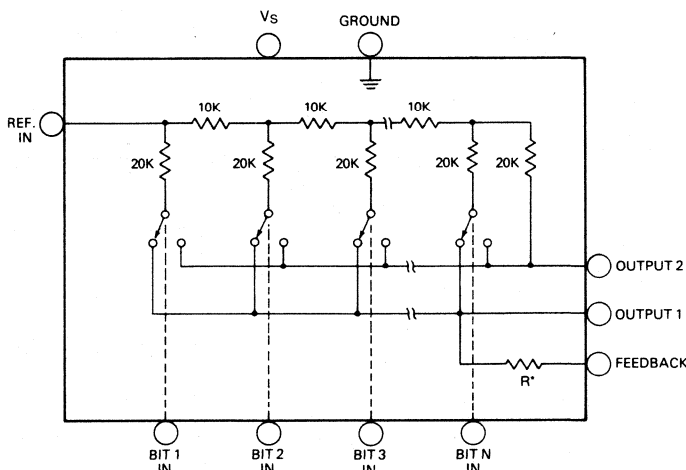 VS
GROUND
REF.
IN
10K
10K
10K
20K
20K
20K
20K
20K
OUTPUT 2
OUTPUT 1
FEEDBACK
R*
BIT 1
IN
BIT 2
IN
BIT 3
IN
BIT N
IN